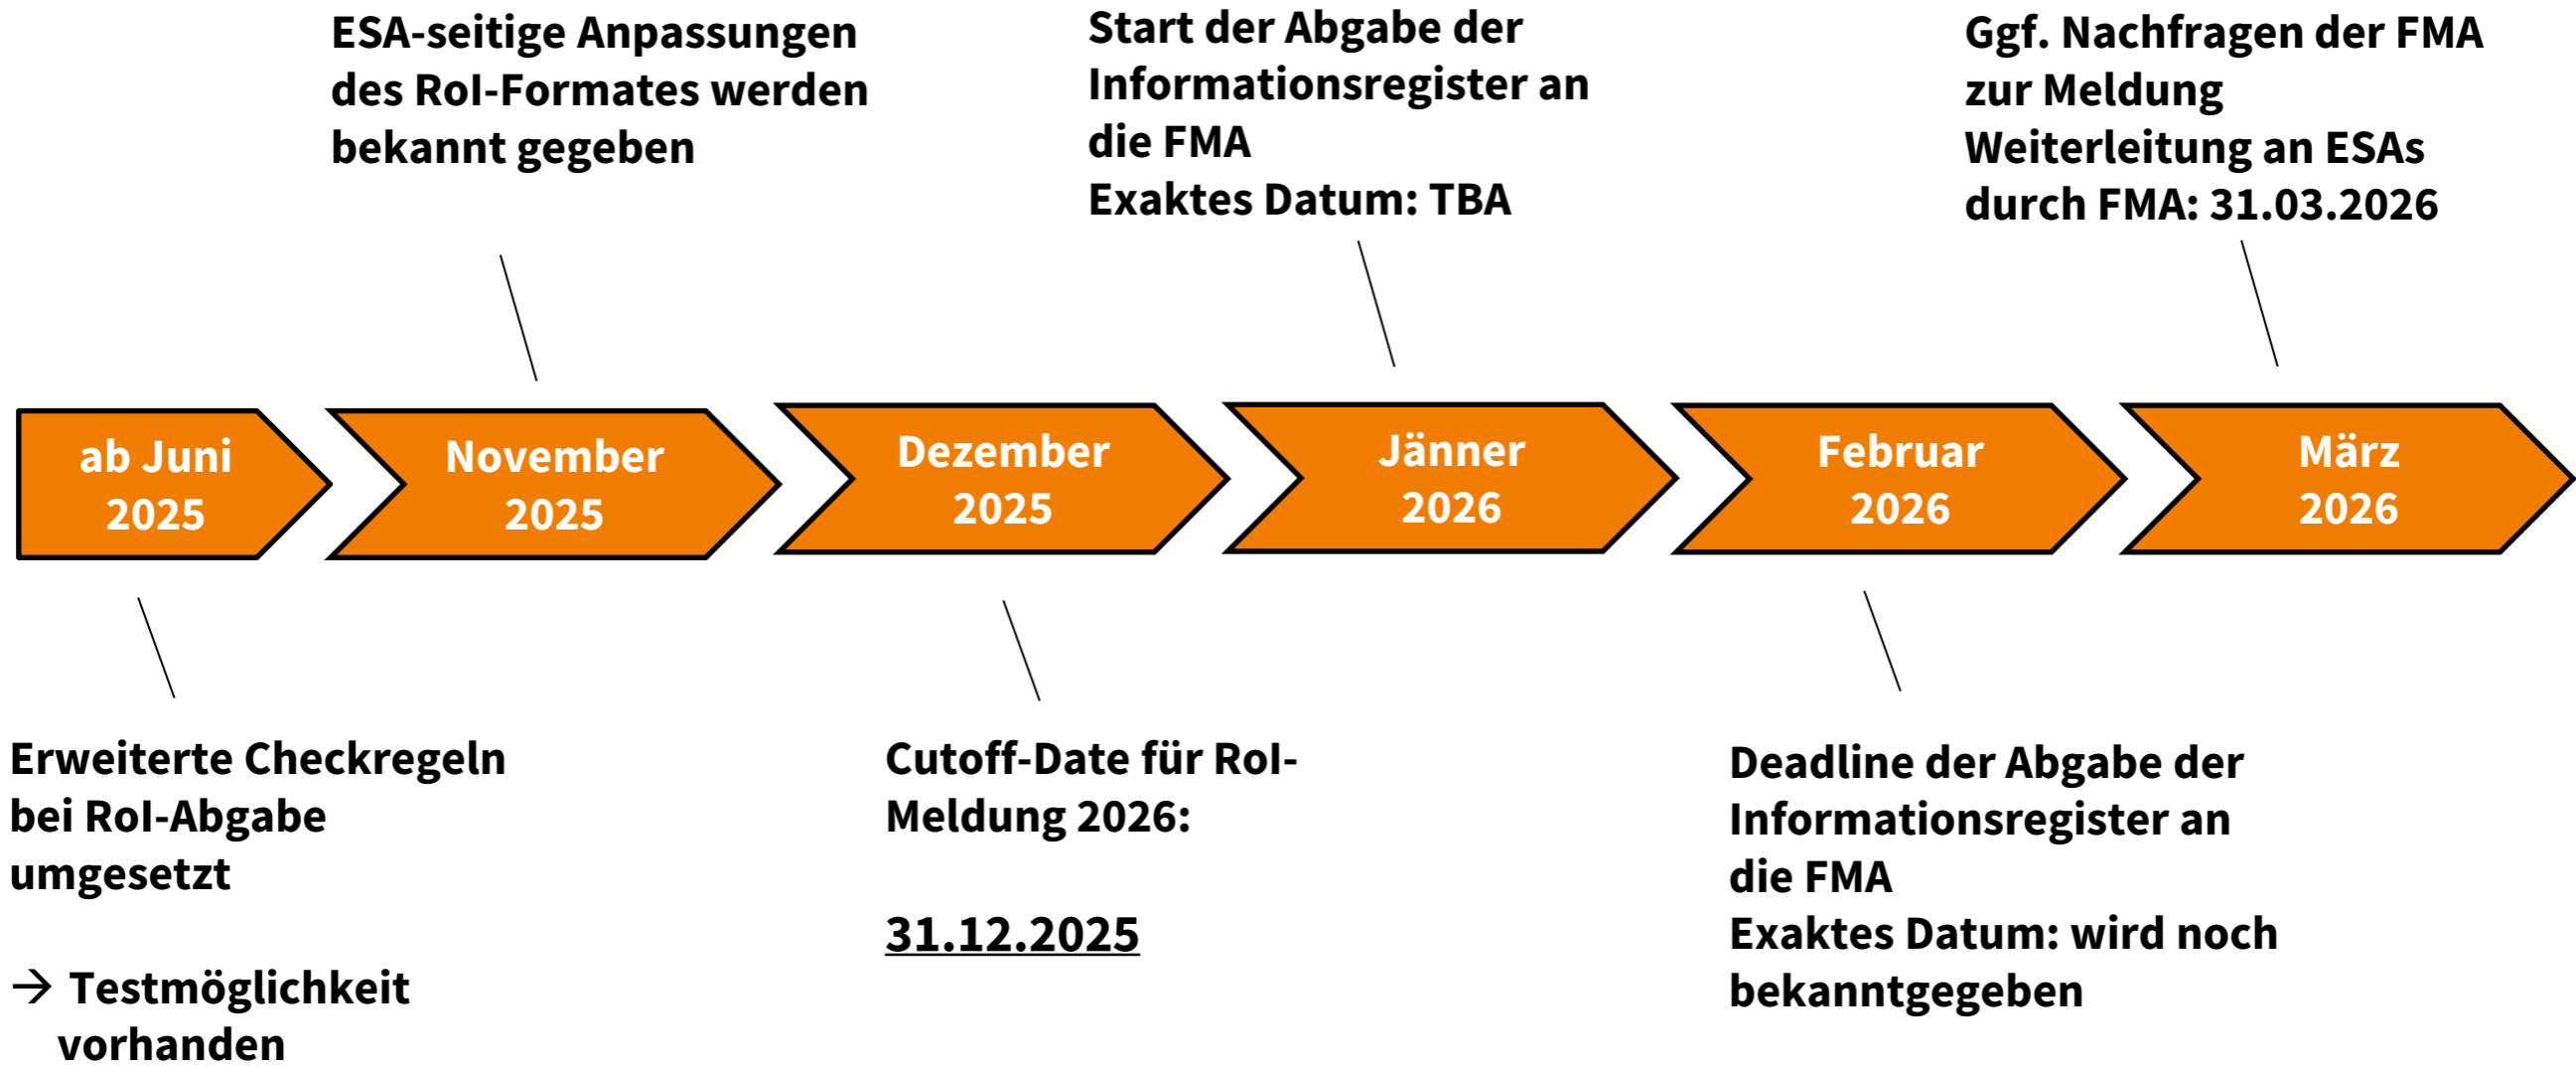 ESA-seitige Anpassungen
des RoI-Formates werden
bekannt gegeben
Start der Abgabe der
Informationsregister an
die FMA
Exaktes Datum: TBA
Ggf. Nachfragen der FMA
zur Meldung
Weiterleitung an ESAs
durch FMA: 31.03.2026
ab Juni
2025
November
2025
Dezember
2025
Jänner
2026
Februar
2026
März
2026
Erweiterte Checkregeln
bei RoI-Abgabe
umgesetzt
→ Testmöglichkeit
vorhanden
Cutoff-Date für RoI-
Meldung 2026:
31.12.2025
Deadline der Abgabe der
Informationsregister an
die FMA
Exaktes Datum: wird noch
bekanntgegeben